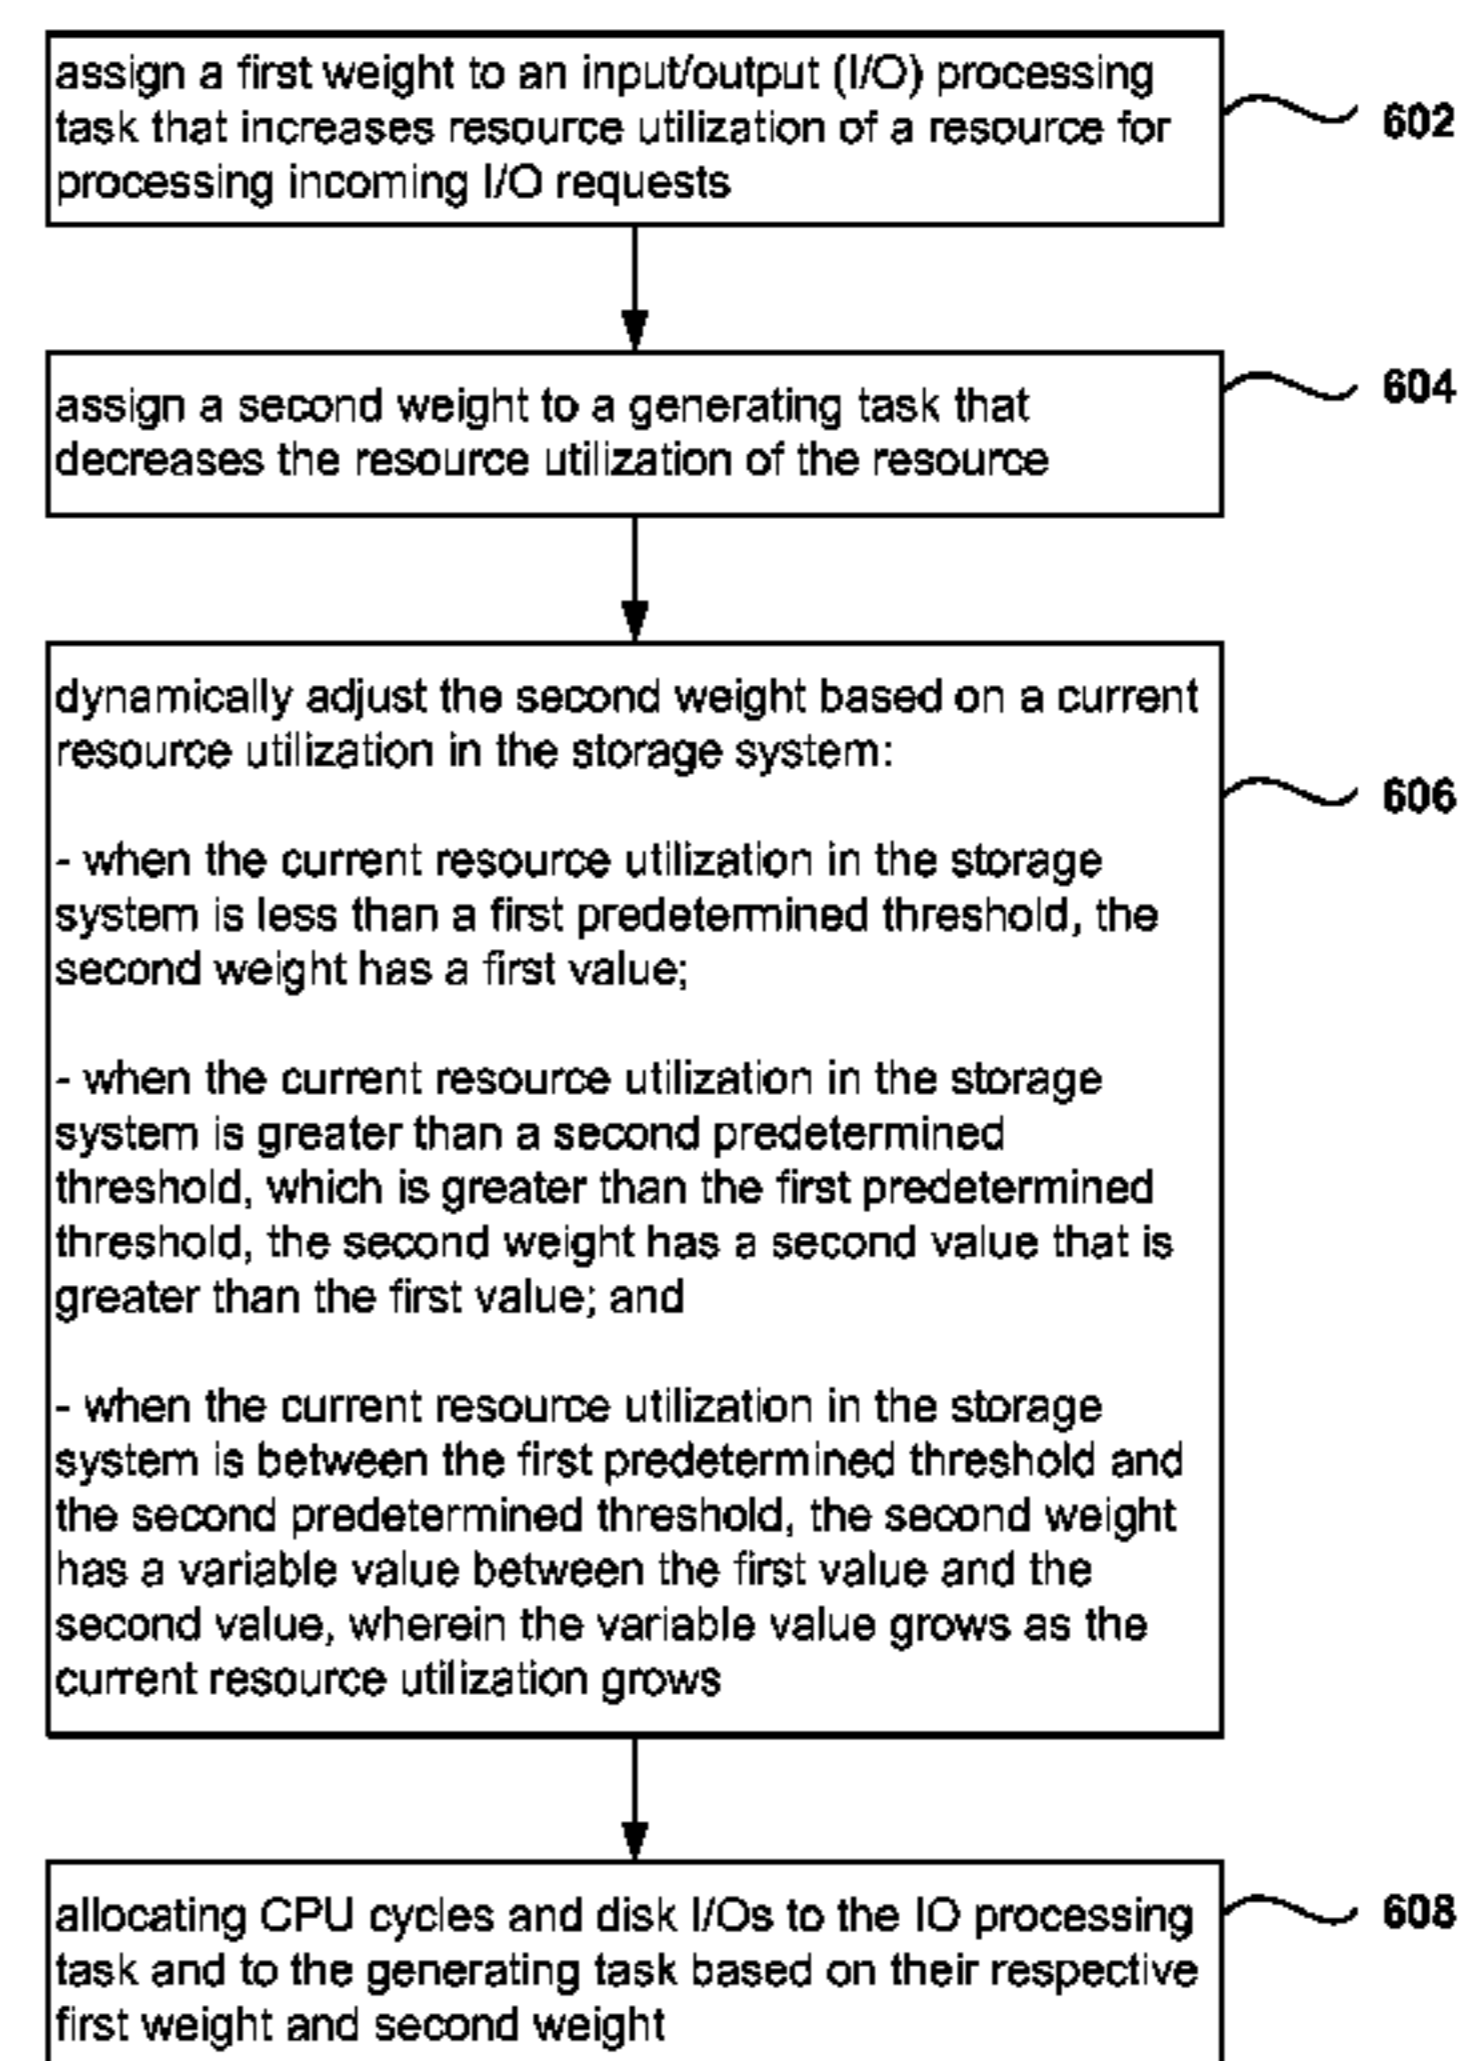 assign a first weight to an input/output (I/O) processing
task that increases resource utilization of a resource for
processing incoming I/O requests
602
assign a second weight to a generating task that
decreases the resource utilization of the resource
604
dynamically adjust the second weight based on a current
resource utilization in the storage system:
606
- when the current resource utilization in the storage
system is less than a first predetermined threshold, the
second weight has a first value;
- when the current resource utilization in the storage
system is greater than a second predetermined
threshold, which is greater than the first predetermined
threshold, the second weight has a second value that is
greater than the first value; and
- when the current resource utilization in the storage
system is between the first predetermined threshold and
the second predetermined threshold, the second weight
has a variable value between the first value and the
second value, wherein the variable value grows as the
current resource utilization grows
allocating CPU cycles and disk I/Os to the IO processing
task and to the generating task based on their respective
first weight and second weight
608